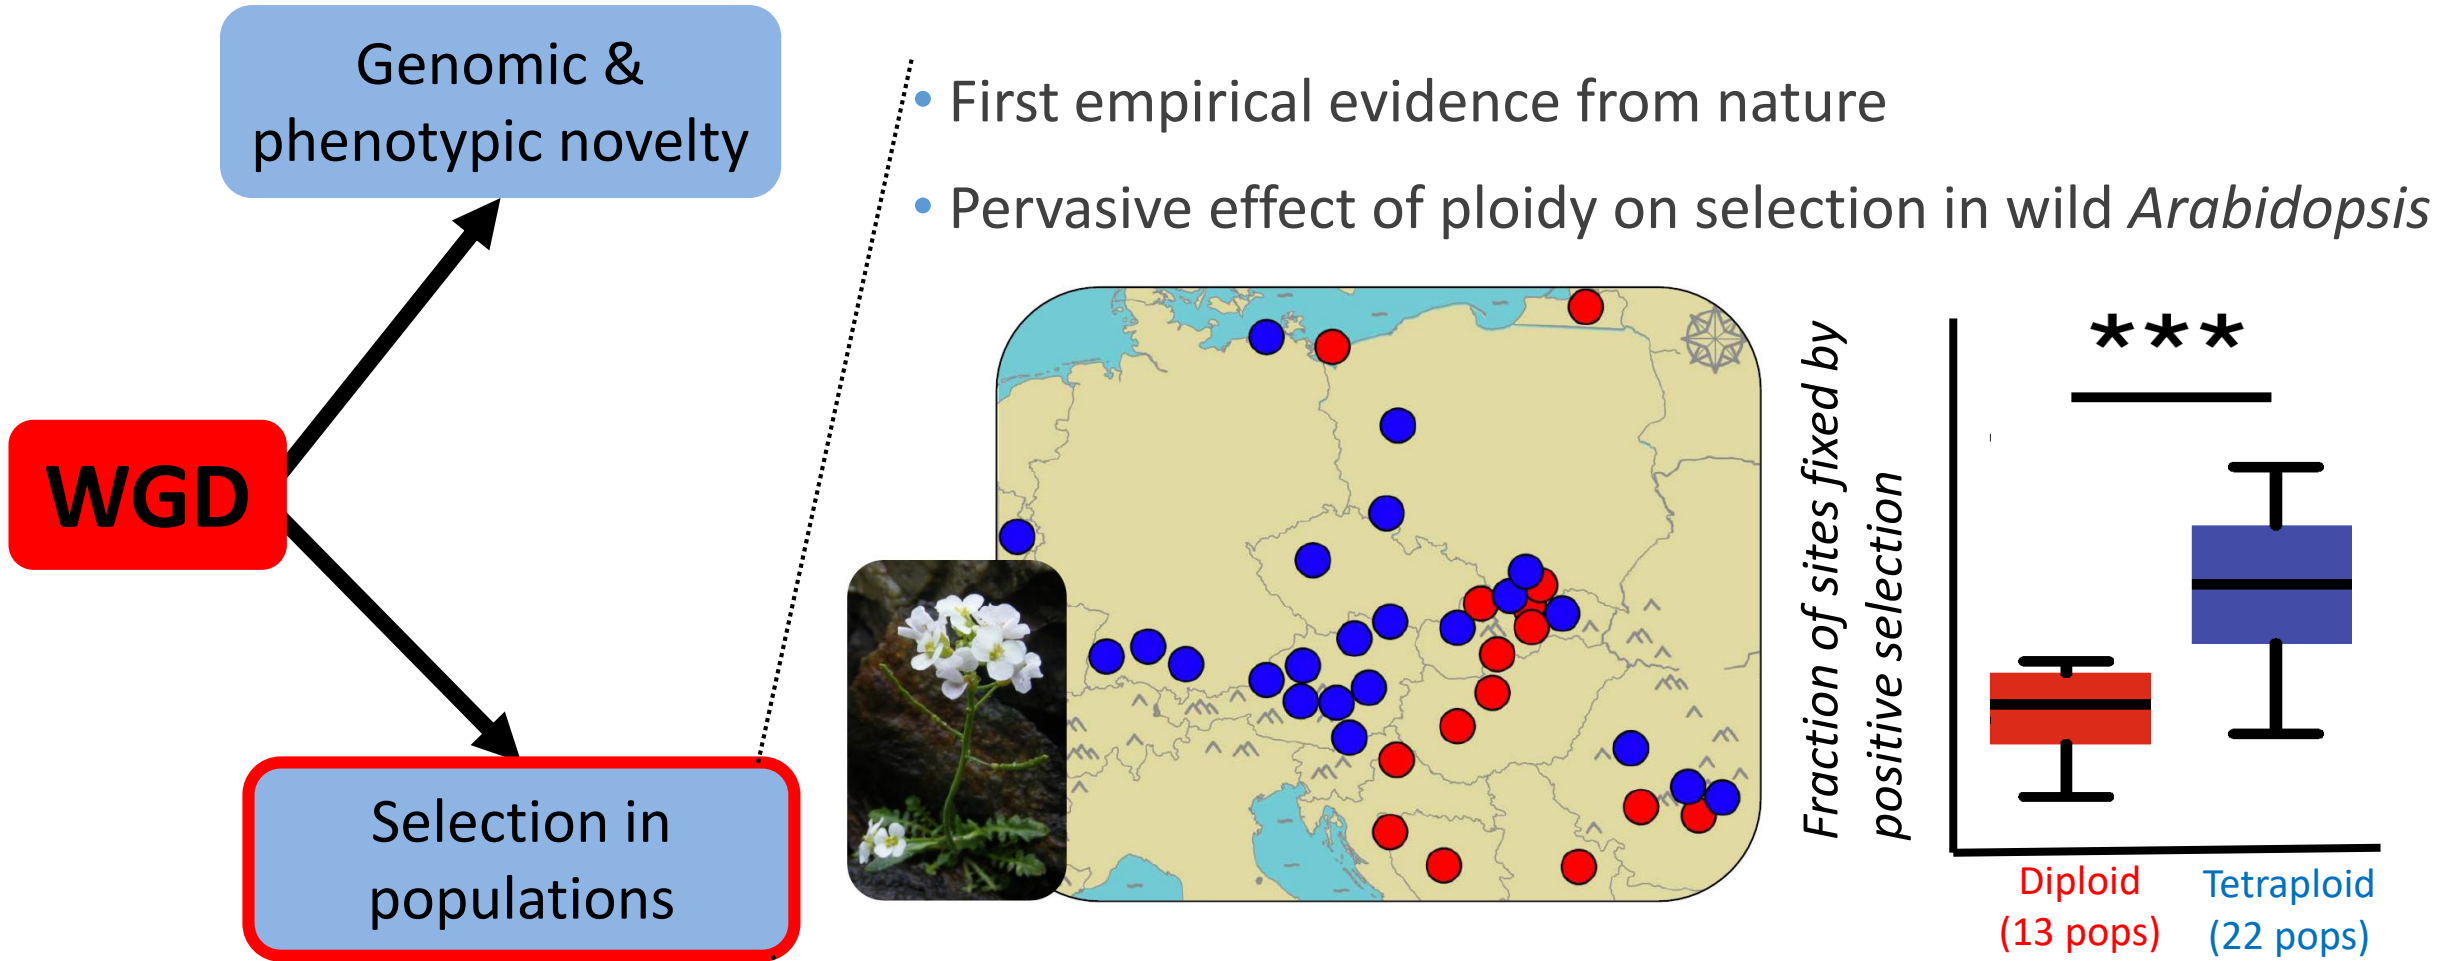 Genomic &
phenotypic novelty
WGD
Selection in
populations
• First empirical evidence from nature
• Pervasive effect of ploidy on selection in wild Arabidopsis
Fraction of sites fixed by
positive selection
***
Diploid
(13 pops)
Tetraploid
(22 pops)